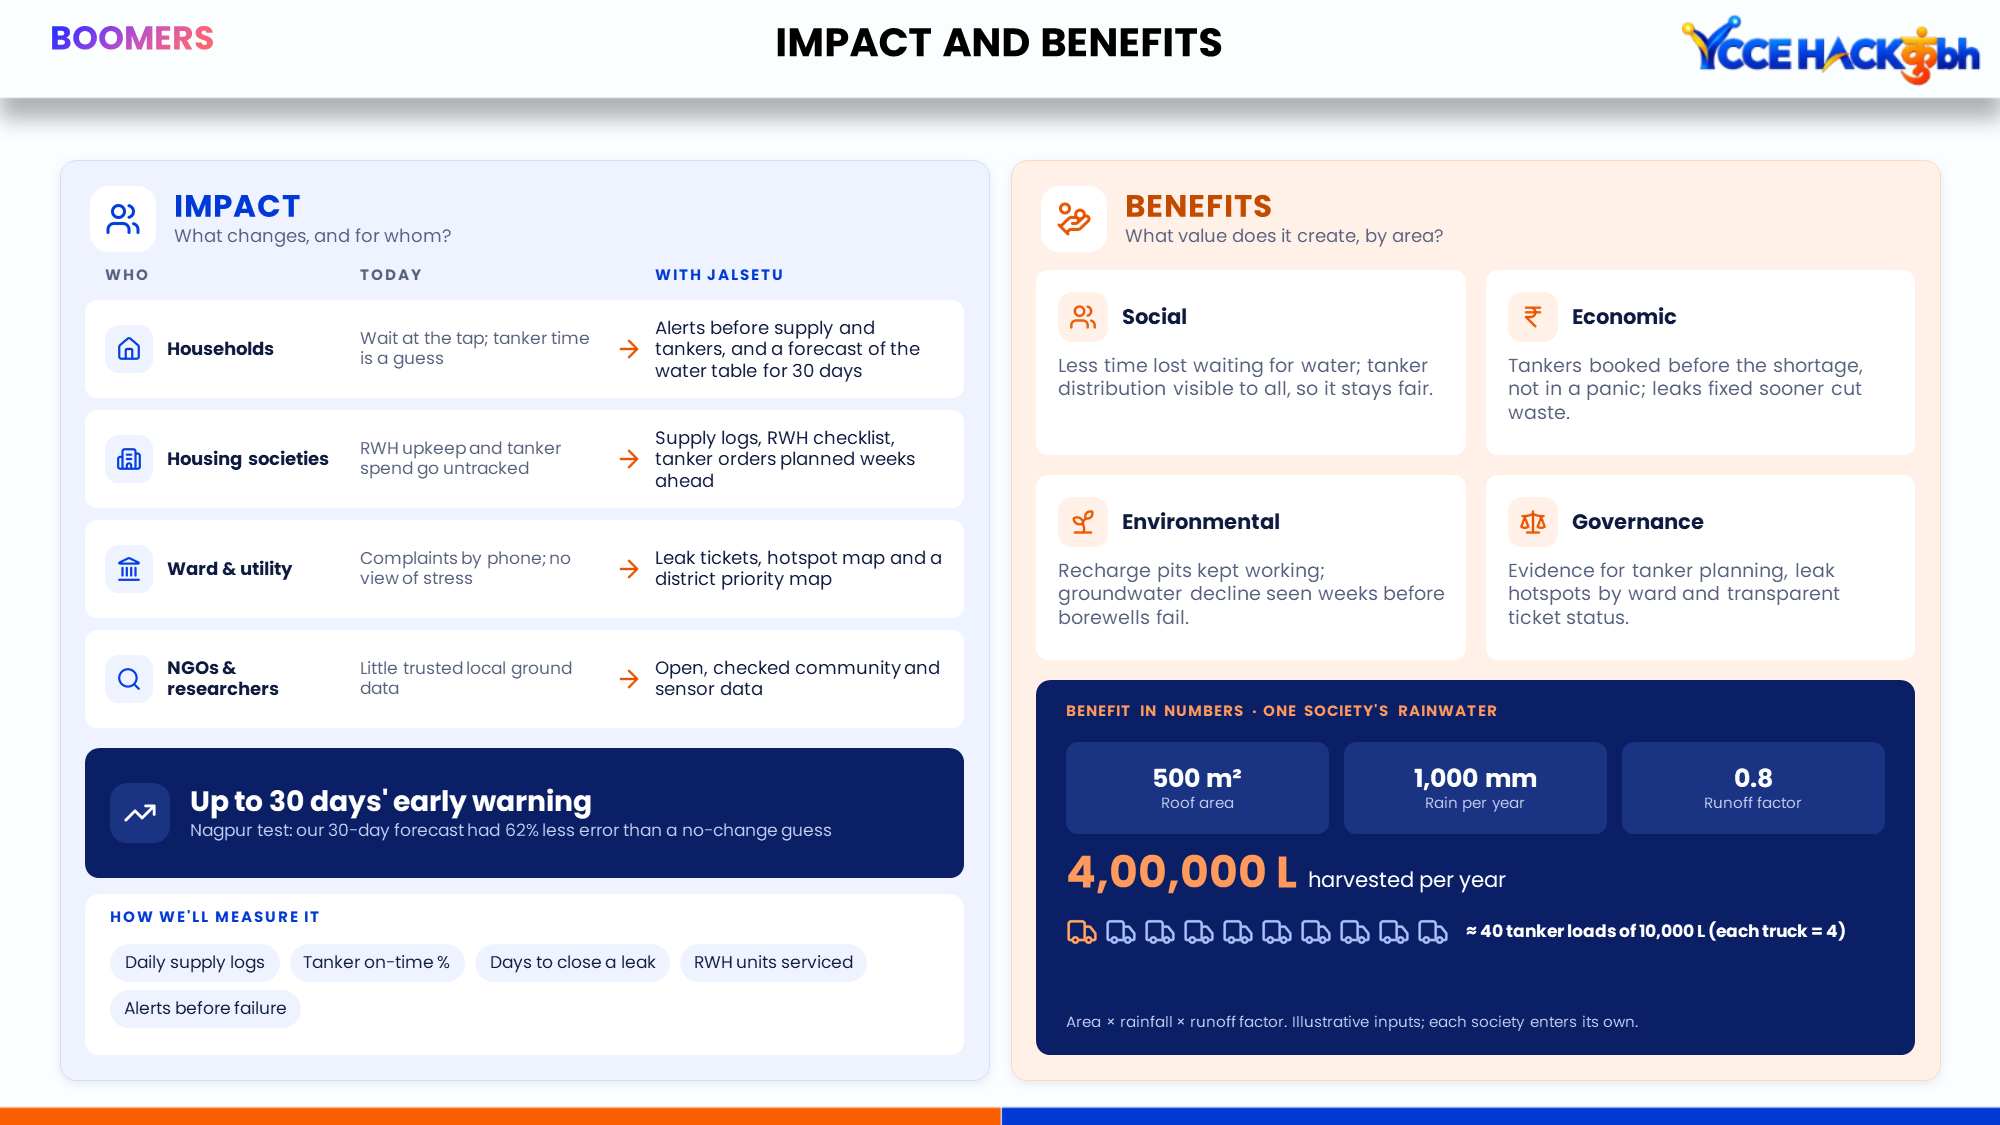 BOOMERS
IMPACT AND BENEFITS
YCCE HACKकुंbh
IMPACT
What changes, and for whom?
WHO
TODAY
WITH JALSETU
Households
Wait at the tap; tanker time
is a guess
Alerts before supply and
tankers, and a forecast of the
water table for 30 days
Housing societies
RWH upkeep and tanker
spend go untracked
Supply logs, RWH checklist,
tanker orders planned weeks
ahead
Ward & utility
Complaints by phone; no
view of stress
Leak tickets, hotspot map and a
district priority map
NGOs &
researchers
Little trusted local ground
data
Open, checked community and
sensor data
Up to 30 days' early warning
Nagpur test: our 30-day forecast had 62% less error than a no-change guess
HOW WE'LL MEASURE IT
Daily supply logs
Tanker on-time %
Days to close a leak
RWH units serviced
Alerts before failure
BENEFITS
What value does it create, by area?
Social
Less time lost waiting for water; tanker
distribution visible to all, so it stays fair.
Economic
Tankers booked before the shortage,
not in a panic; leaks fixed sooner cut
waste.
Environmental
Recharge pits kept working;
groundwater decline seen weeks before
borewells fail.
Governance
Evidence for tanker planning, leak
hotspots by ward and transparent
ticket status.
BENEFIT IN NUMBERS · ONE SOCIETY'S RAINWATER
500 m²
Roof area
1,000 mm
Rain per year
0.8
Runoff factor
4,00,000 L harvested per year
≈ 40 tanker loads of 10,000 L (each truck = 4)
Area × rainfall × runoff factor. Illustrative inputs; each society enters its own.